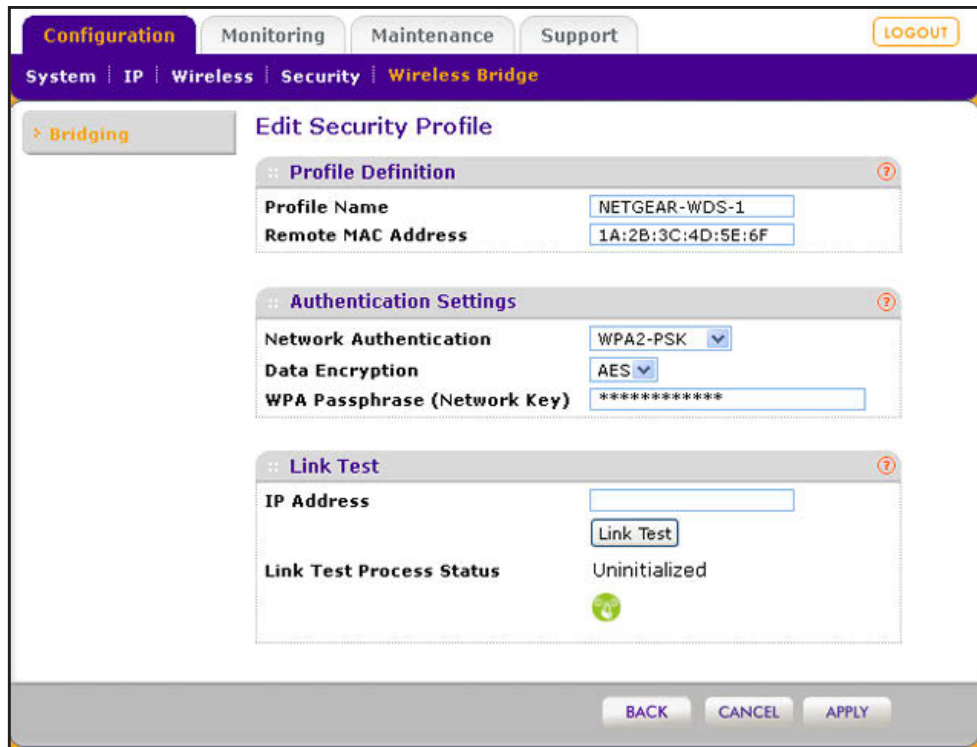 Configuration Monitoring Maintenance Support LOGOUT
System IP Wireless Security Wireless Bridge
> Bridging
Edit Security Profile
:: Profile Definition ?
Profile Name NETGEAR-WDS-1
Remote MAC Address 1A:2B:3C:4D:5E:6F
:: Authentication Settings ?
Network Authentication WPA2-PSK
Data Encryption AES
WPA Passphrase (Network Key) ************
:: Link Test ?
IP Address
Link Test
Link Test Process Status Uninitialized
BACK CANCEL APPLY